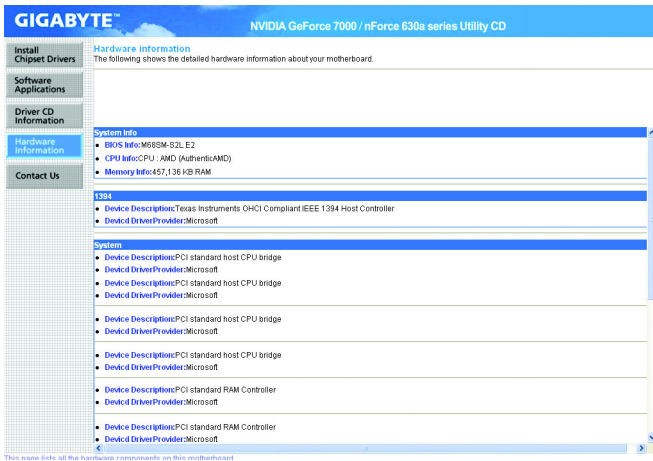 GIGABYTE™
NVIDIA GeForce 7000 / nForce 630a series Utility CD
Install
Chipset Drivers
Software
Applications
Driver CD
Information
Hardware
Information
Contact Us
Hardware information
The following shows the detailed hardware information about your motherboard.
System Info
BIOS Info:M68SM-S2L E2
CPU Info:CPU : AMD (AuthenticAMD)
Memory Info:457,136 KB RAM
1394
Device Description:Texas Instruments OHCI Compliant IEEE 1394 Host Controller
Devicd DriverProvider:Microsoft
System
Device Description:PCI standard host CPU bridge
Devicd DriverProvider:Microsoft
Device Description:PCI standard host CPU bridge
Devicd DriverProvider:Microsoft
Device Description:PCI standard host CPU bridge
Devicd DriverProvider:Microsoft
Device Description:PCI standard host CPU bridge
Devicd DriverProvider:Microsoft
Device Description:PCI standard RAM Controller
Devicd DriverProvider:Microsoft
Device Description:PCI standard RAM Controller
Devicd DriverProvider:Microsoft
This page lists all the hardware components on this motherboard